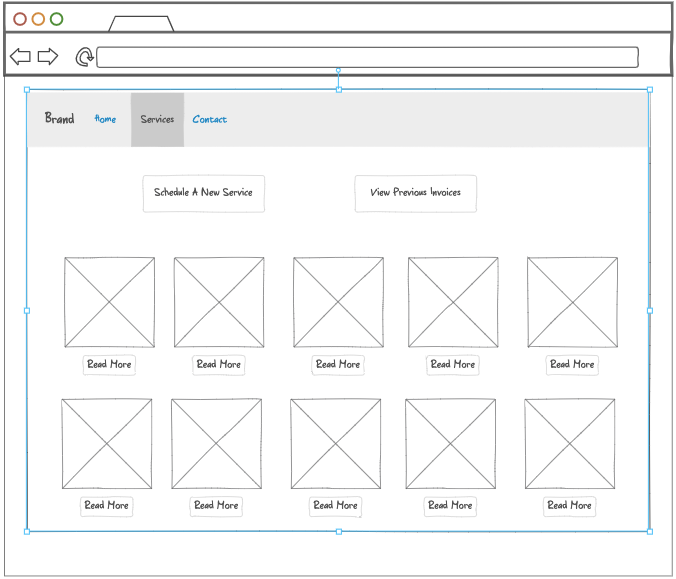 Brand Home Services Contact
Schedule A New Service View Previous Invoices
Read More Read More Read More Read More Read More
Read More Read More Read More Read More Read More